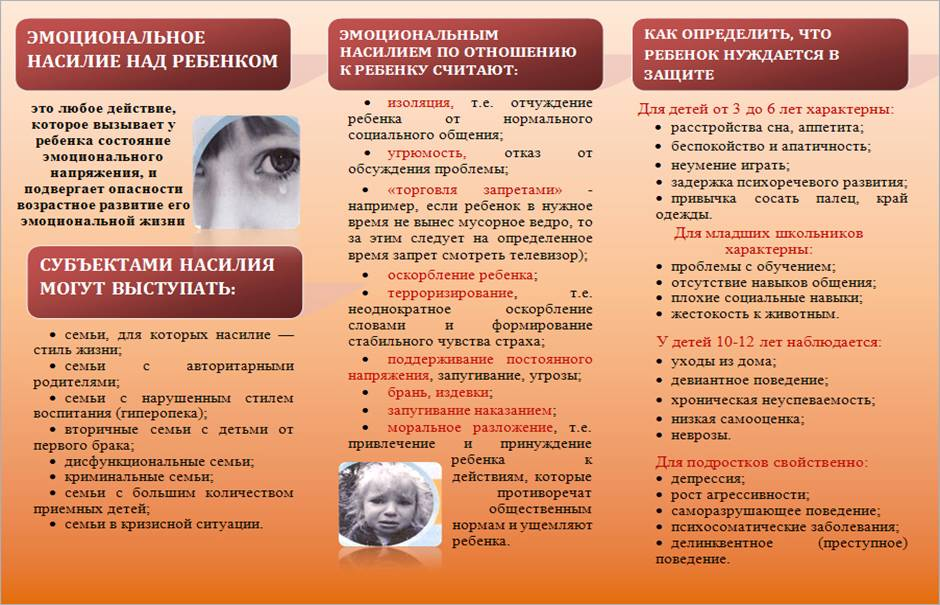 ЭМОЦИОНАЛЬНОЕ
НАСИЛИЕ НАД РЕБЕНКОМ
это любое действие,
которое вызывает у
ребенка состояние
эмоционального
напряжения, и
подвергает опасности
возрастное развитие его
эмоциональной жизни
СУБЪЕКТАМИ НАСИЛИЯ
МОГУТ ВЫСТУПАТЬ:
• семьи, для которых насилие —
стиль жизни;
• семьи с авторитарными
родителями;
• семьи с нарушенным стилем
воспитания (гиперопека);
• вторичные семьи с детьми от
первого брака;
• дисфункциональные семьи;
• криминальные семьи;
• семьи с большим количеством
приемных детей;
• семьи в кризисной ситуации.
ЭМОЦИОНАЛЬНЫМ
НАСИЛИЕМ ПО ОТНОШЕНИЮ
К РЕБЕНКУ СЧИТАЮТ:
• изоляция, т.е. отчуждение
ребенка от нормального
социального общения;
• угрюмость, отказ от
обсуждения проблемы;
• «торговля запретами» -
например, если ребенок в нужное
время не вынес мусорное ведро, то
за этим следует на определенное
время запрет смотреть телевизор);
• оскорбление ребенка;
• терроризирование, т.е.
неоднократное оскорбление
словами и формирование
стабильного чувства страха;
• поддерживание постоянного
напряжения, запугивание, угрозы;
• брань, издевки;
• запугивание наказанием;
• моральное разложение, т.е.
привлечение и принуждение
ребенка к
действиям, которые
противоречат
общественным
нормам и ущемляют
ребенка.
КАК ОПРЕДЕЛИТЬ, ЧТО
РЕБЕНОК НУЖДАЕТСЯ В
ЗАЩИТЕ
Для детей от 3 до 6 лет характерны:
• расстройства сна, аппетита;
• беспокойство и апатичность;
• неумение играть;
• задержка психоречевого развития;
• привычка сосать палец, край
одежды.
Для младших школьников
характерны:
• проблемы с обучением;
• отсутствие навыков общения;
• плохие социальные навыки;
• жестокость к животным.
У детей 10-12 лет наблюдается:
• уходы из дома;
• девиантное поведение;
• хроническая неуспеваемость;
• низкая самооценка;
• неврозы.
Для подростков свойственно:
• депрессия;
• рост агрессивности;
• саморазрушающее поведение;
• психосоматические заболевания;
• делинквентное (преступное)
поведение.